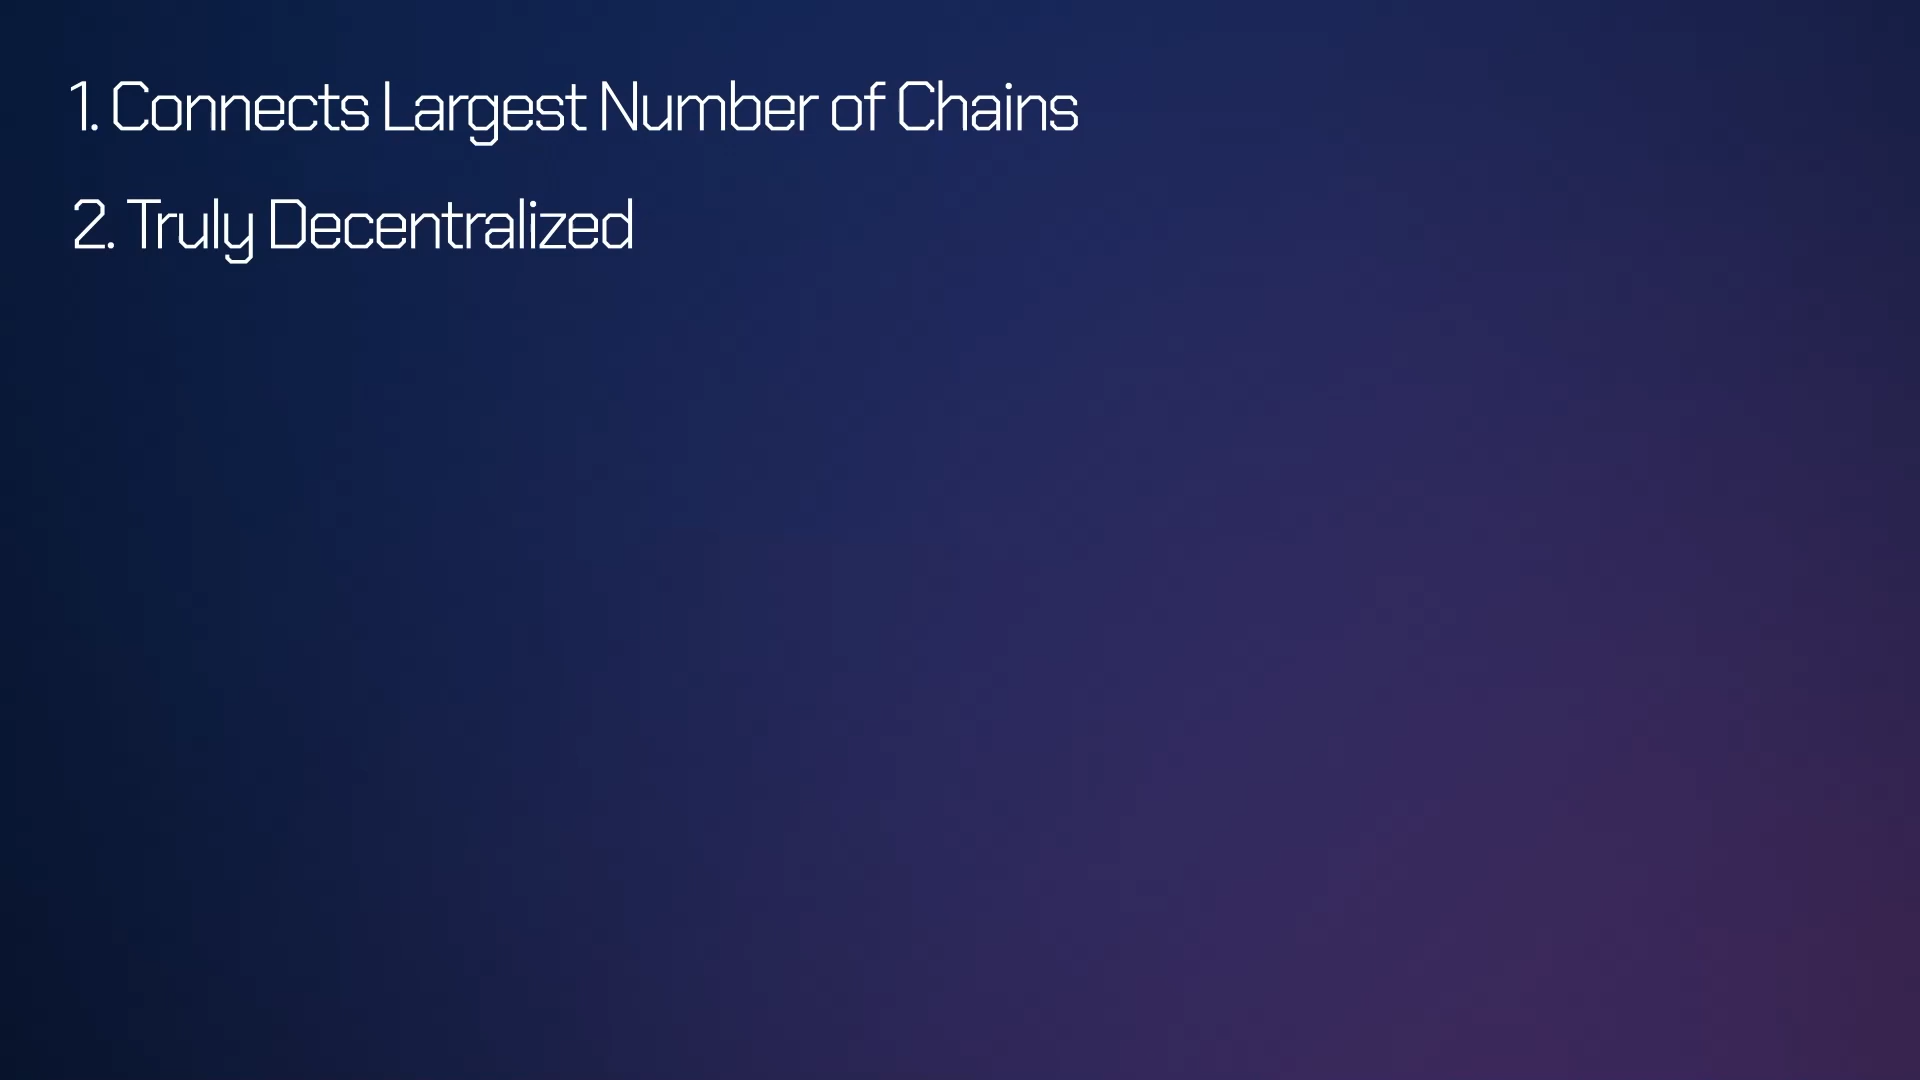 1. Connects Largest Number of Chains
2. Truly Decentralized